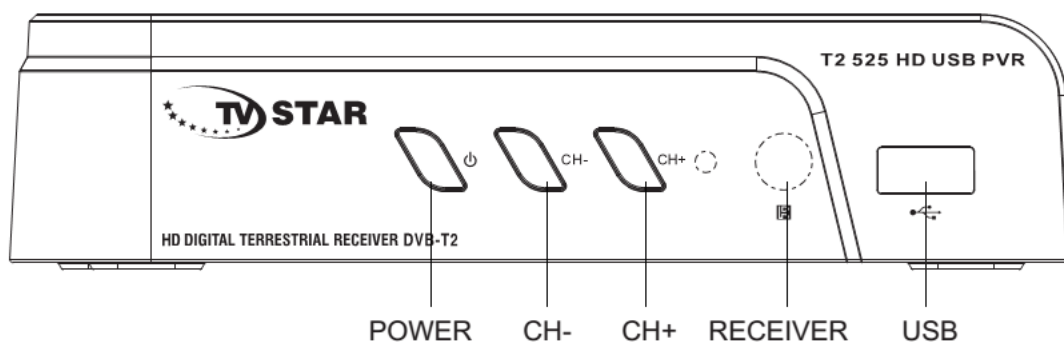 T2 525 HD USB PVR
TV STAR
CH- CH+
HD DIGITAL TERRESTRIAL RECEIVER DVB-T2
POWER CH- CH+ RECEIVER USB